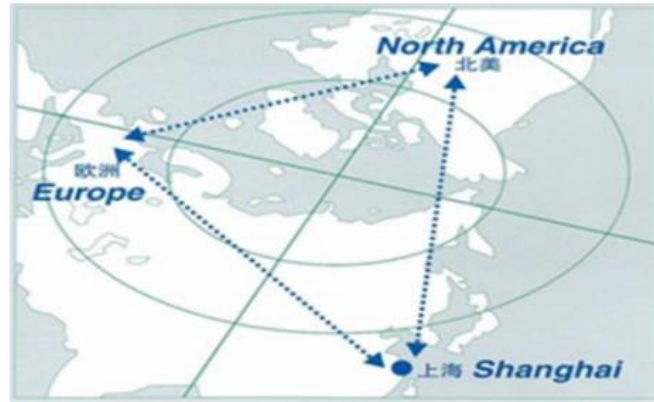 North America
北美
欧洲
Europe
上海 Shanghai